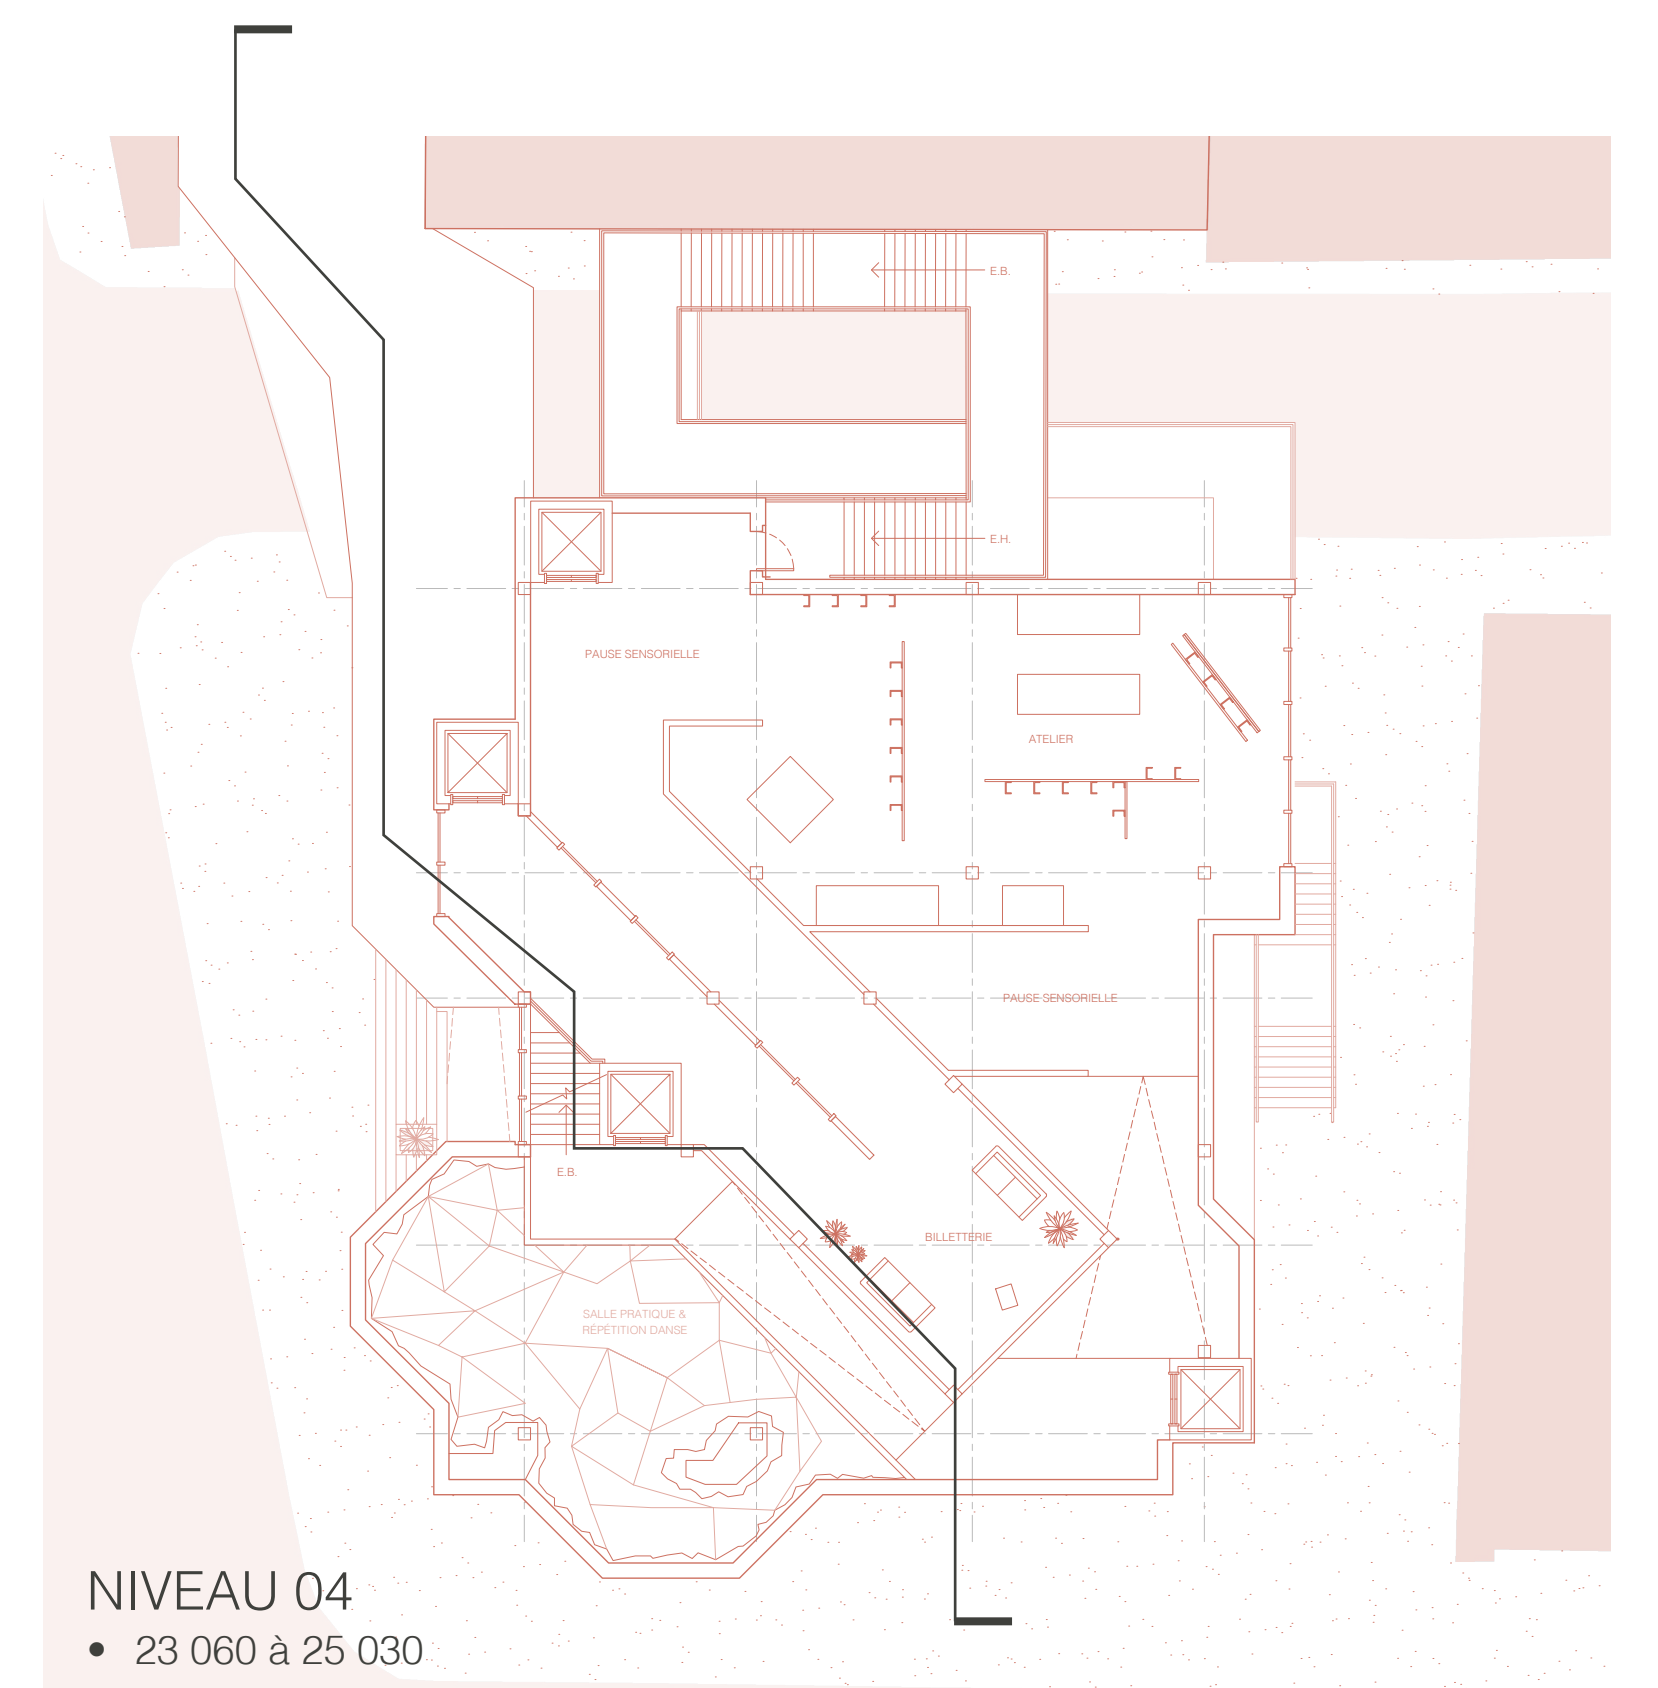 E.B.
E.H.
PAUSE SENSORIELLE
ATELIER
PAUSE SENSORIELLE
E.B.
BILLETTERIE
SALLE PRATIQUE &
RÉPÉTITION DANSE
NIVEAU 04
• 23 060 à 25 030